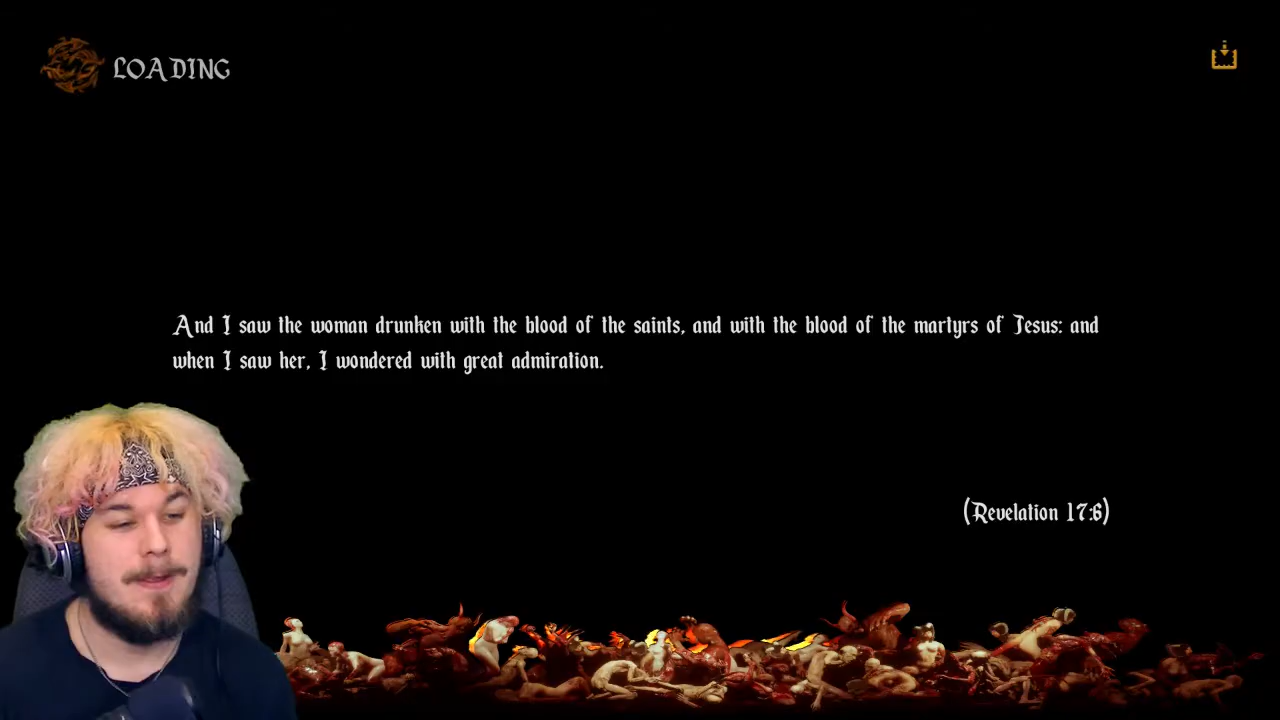 LOADING
And I saw the woman drunken with the blood of the saints, and with the blood of the martyrs of Jesus: and
when I saw her, I wondered with great admiration.
(Revelation 17:6)